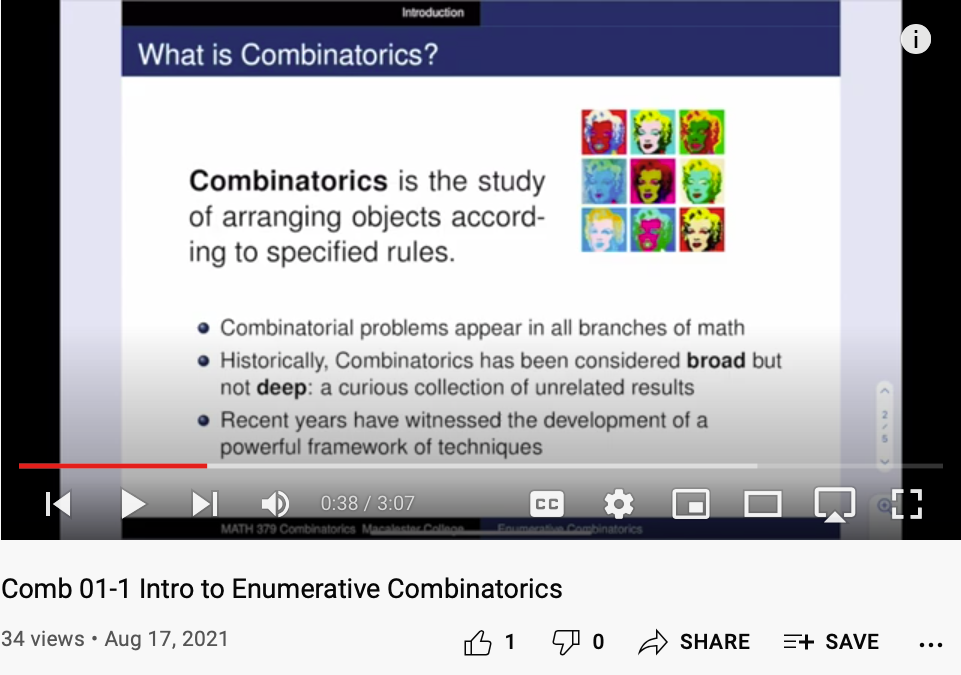 Introduction
What is Combinatorics?
Combinatorics is the study
of arranging objects accord-
ing to specified rules.
Combinatorial problems appear in all branches of math
Historically, Combinatorics has been considered broad but
not deep: a curious collection of unrelated results
Recent years have witnessed the development of a
powerful framework of techniques
2
/
5
0:38 / 3:07
CC
MATH 379 Combinatorics Macalester College Enumerative Combinatorics
Comb 01-1 Intro to Enumerative Combinatorics
34 views • Aug 17, 2021 1 0 SHARE SAVE